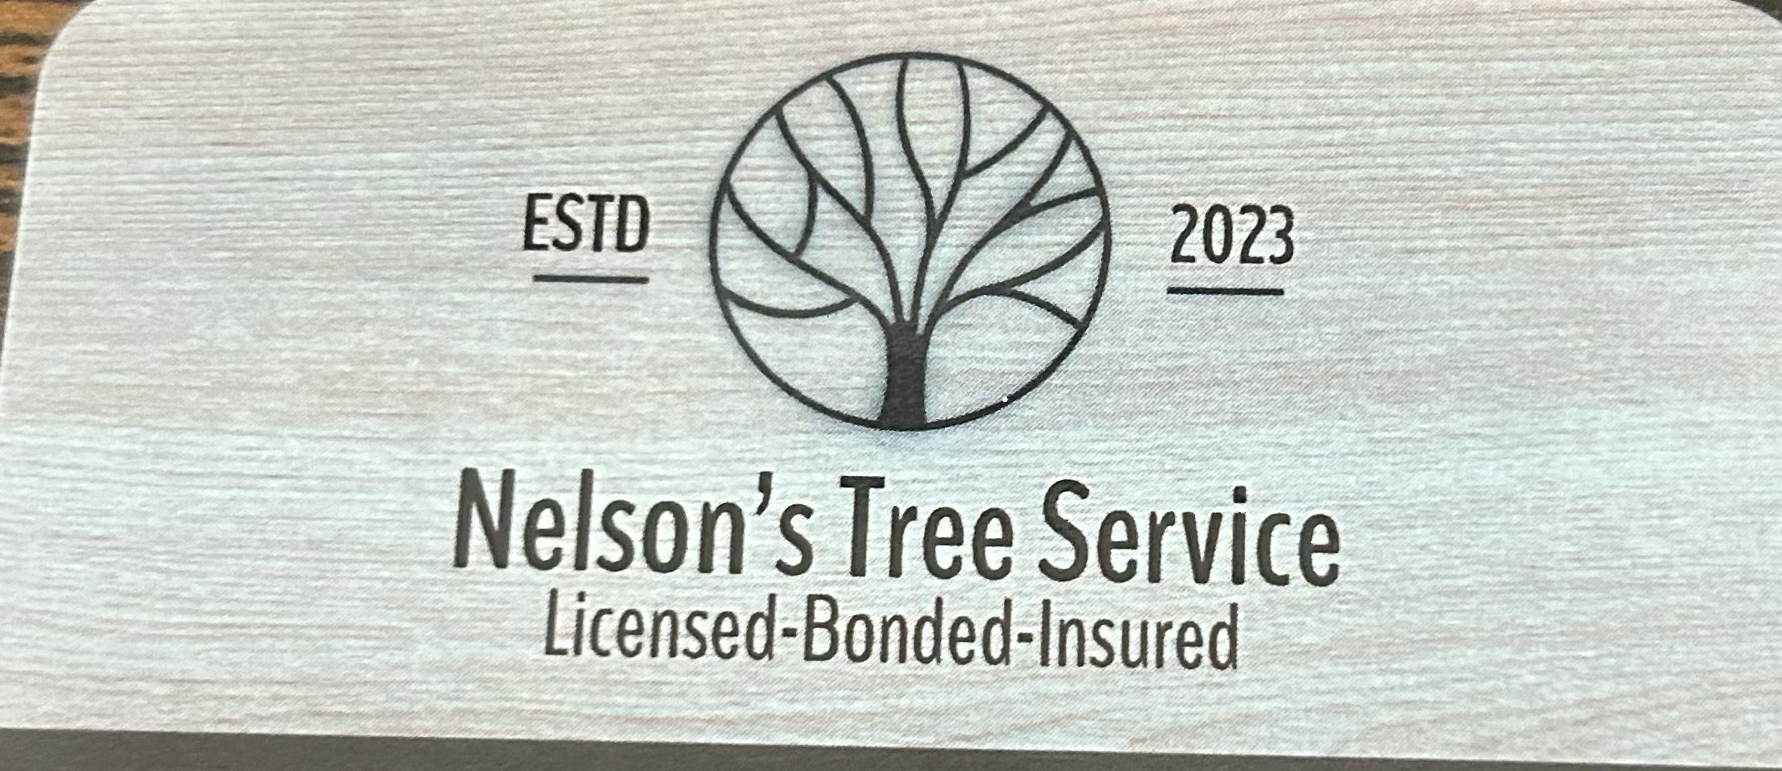 ESTD 2023
Nelson's Tree Service
Licensed-Bonded-Insured